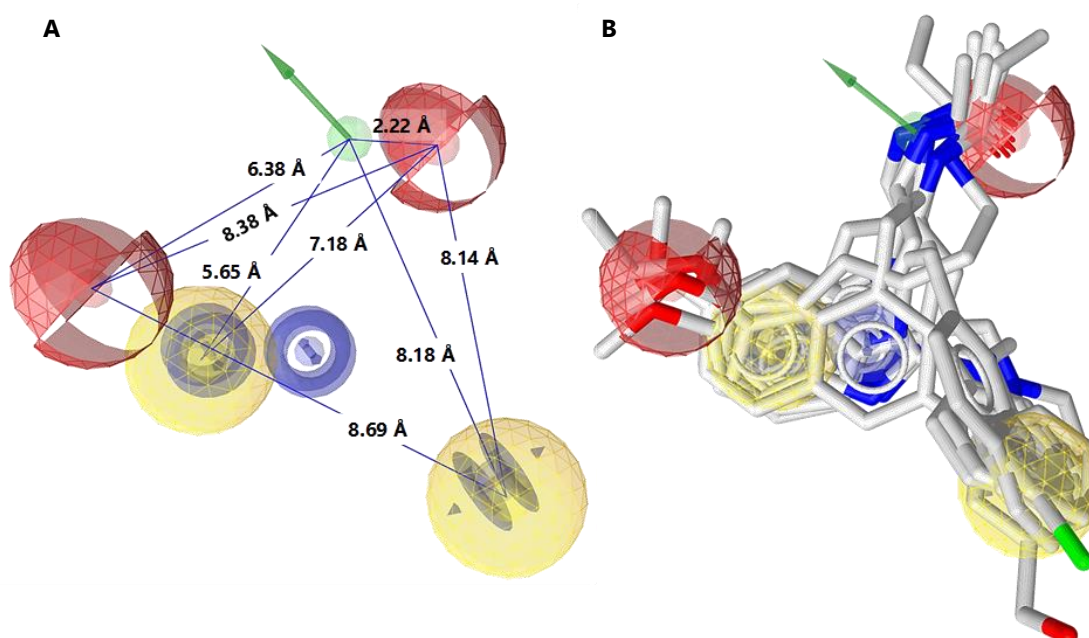 A
B
2.22 Å
6.38 Å
8.38 Å
7.18 Å
5.65 Å
8.14 Å
8.18 Å
8.69 Å